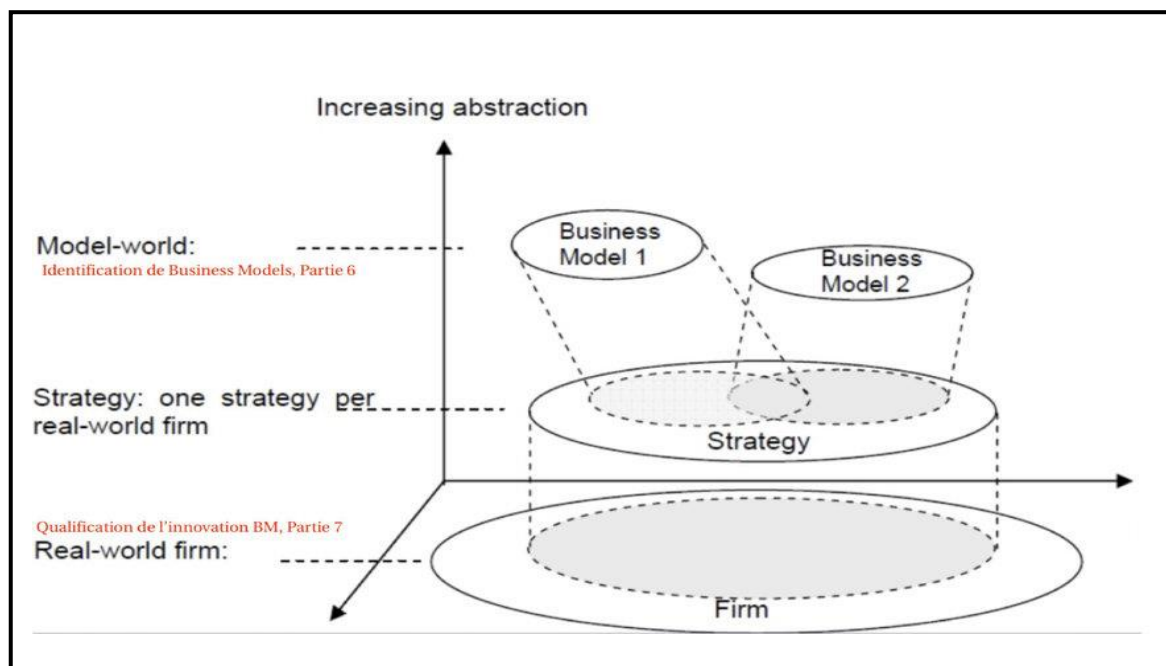 Increasing abstraction
Business
Model 1
Business
Model 2
Model-world:
Identification de Business Models, Partie 6
Strategy: one strategy per
real-world firm
Strategy
Qualification de l'innovation BM, Partie 7
Real-world firm:
Firm